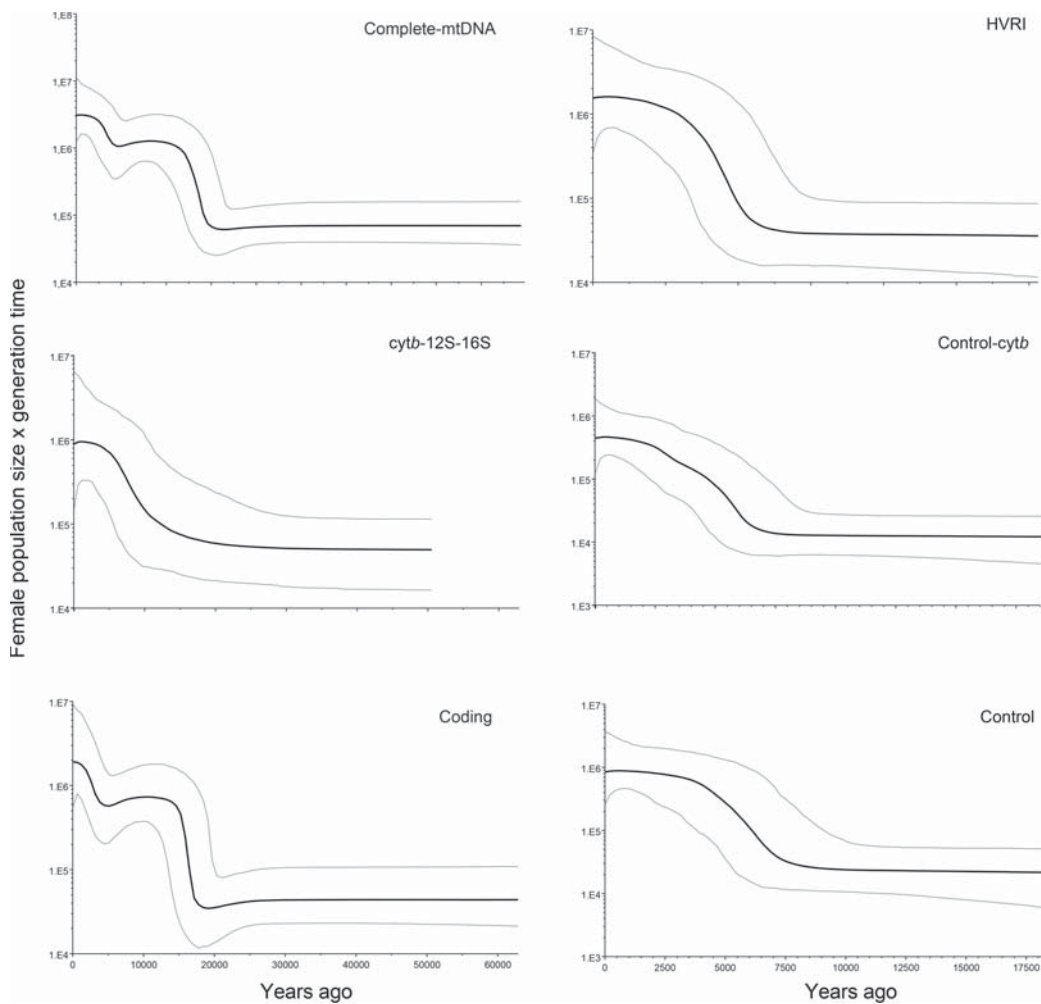 Female population size x generation time
Complete-mtDNA
1,E8
1,E7
1,E6
1,E5
1,E4
HVRI
1.E7
1.E6
1.E5
1.E4
cytb-12S-16S
1.E7
1.E6
1.E5
1.E4
Control-cytb
1.E7
1.E6
1.E5
1.E4
1.E3
Coding
1.E7
1.E6
1.E5
1.E4
0 10000 20000 30000 40000 50000 60000
Years ago
Control
1.E7
1.E6
1.E5
1.E4
1.E3
0 2500 5000 7500 10000 12500 15000 17500
Years ago